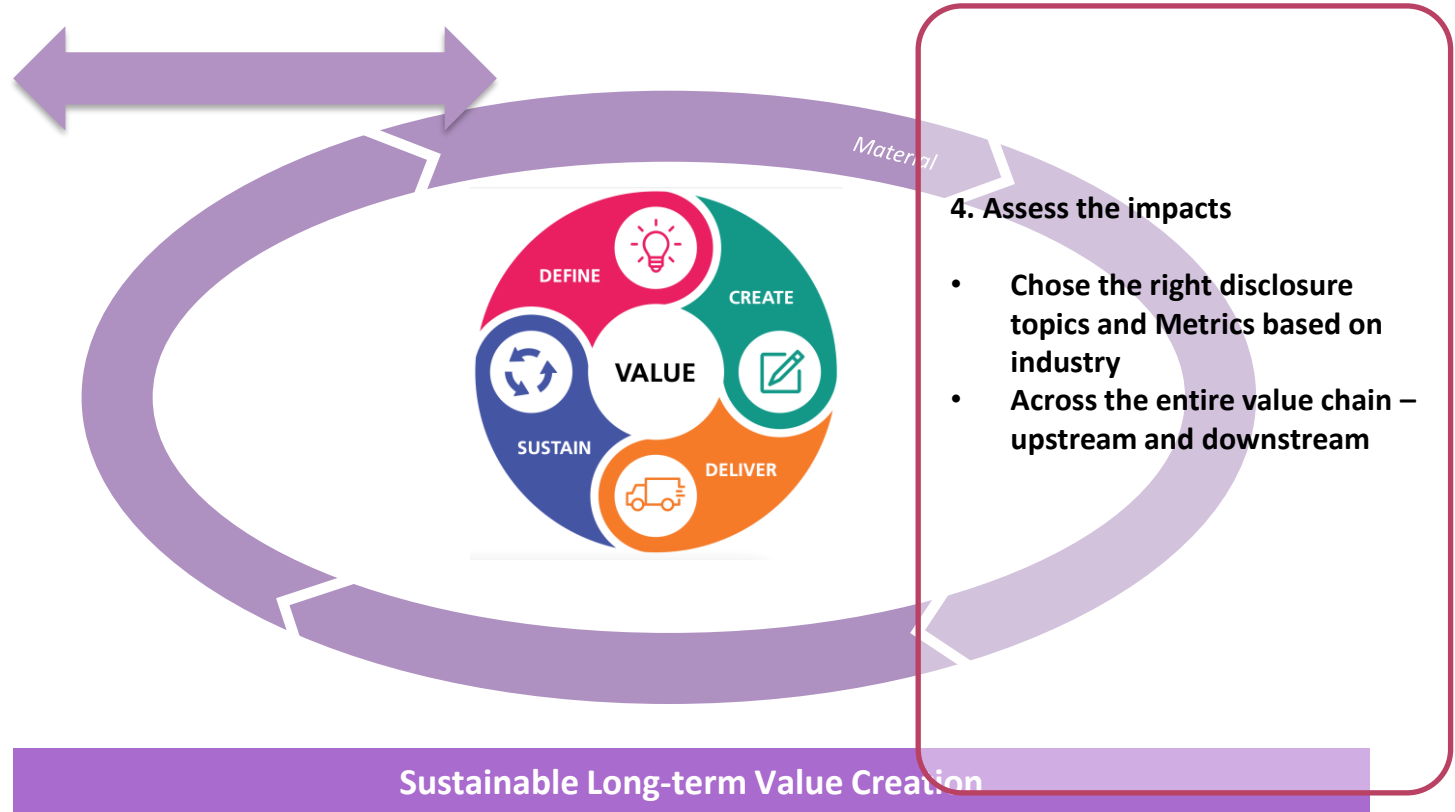 Material
4. Assess the impacts
• Chose the right disclosure
topics and Metrics based on
industry
• Across the entire value chain –
upstream and downstream
DEFINE
CREATE
VALUE
SUSTAIN
DELIVER
Sustainable Long-term Value Creation